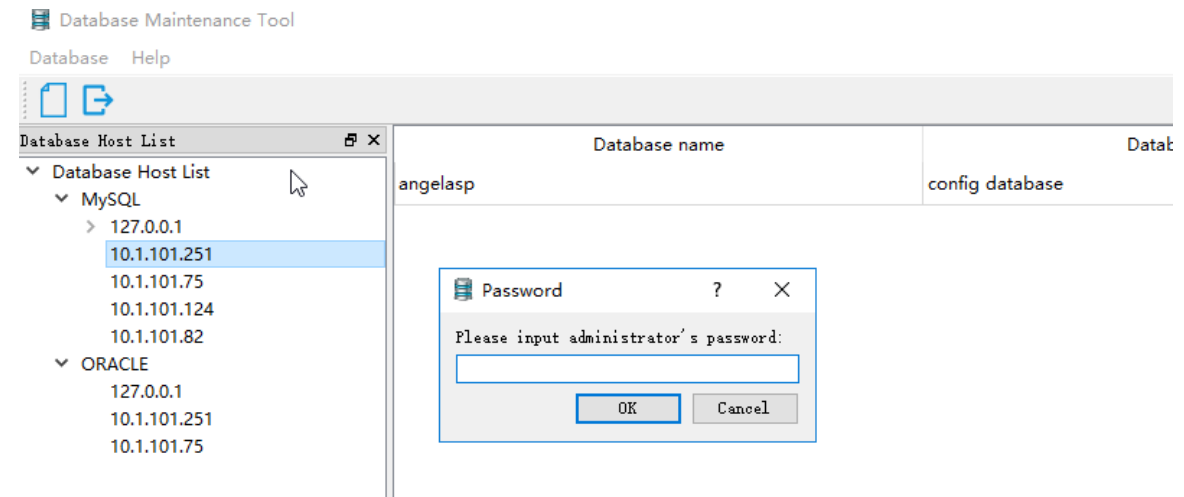 Database Maintenance Tool
Database Help
Database Host List
Database name Datab
Database Host List
angelasp config database
MySQL
127.0.0.1
10.1.101.251
10.1.101.75
10.1.101.124
10.1.101.82
ORACLE
127.0.0.1
10.1.101.251
10.1.101.75
Password ?
Please input administrator's password:
OK Cancel